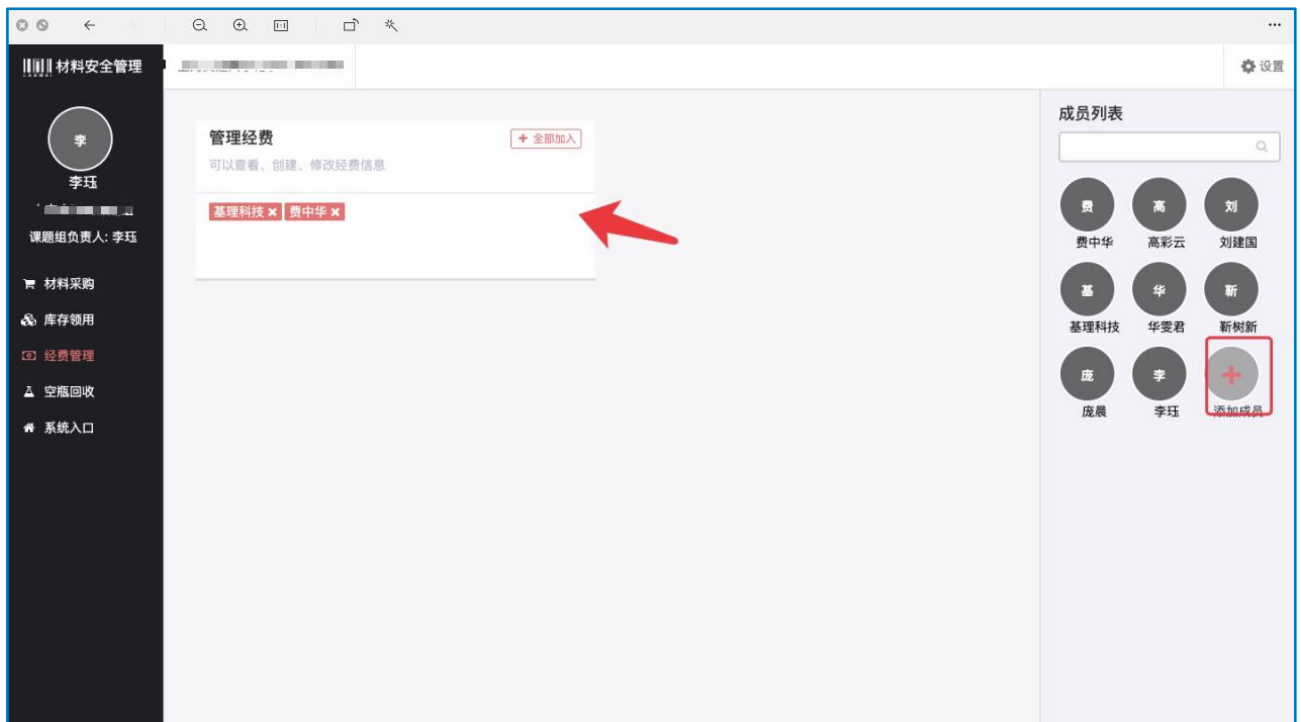 材料安全管理
设置
李
李珏
课题组负责人: 李珏
材料采购
库存领用
经费管理
空瓶回收
系统入口
管理经费
+ 全部加入
可以查看、创建、修改经费信息
基理科技 × 费中华 ×
成员列表
费 高 刘
费中华 高彩云 刘建国
基 华 靳
基理科技 华雯君 靳树新
庞 李 +
庞晨 李珏 添加成员